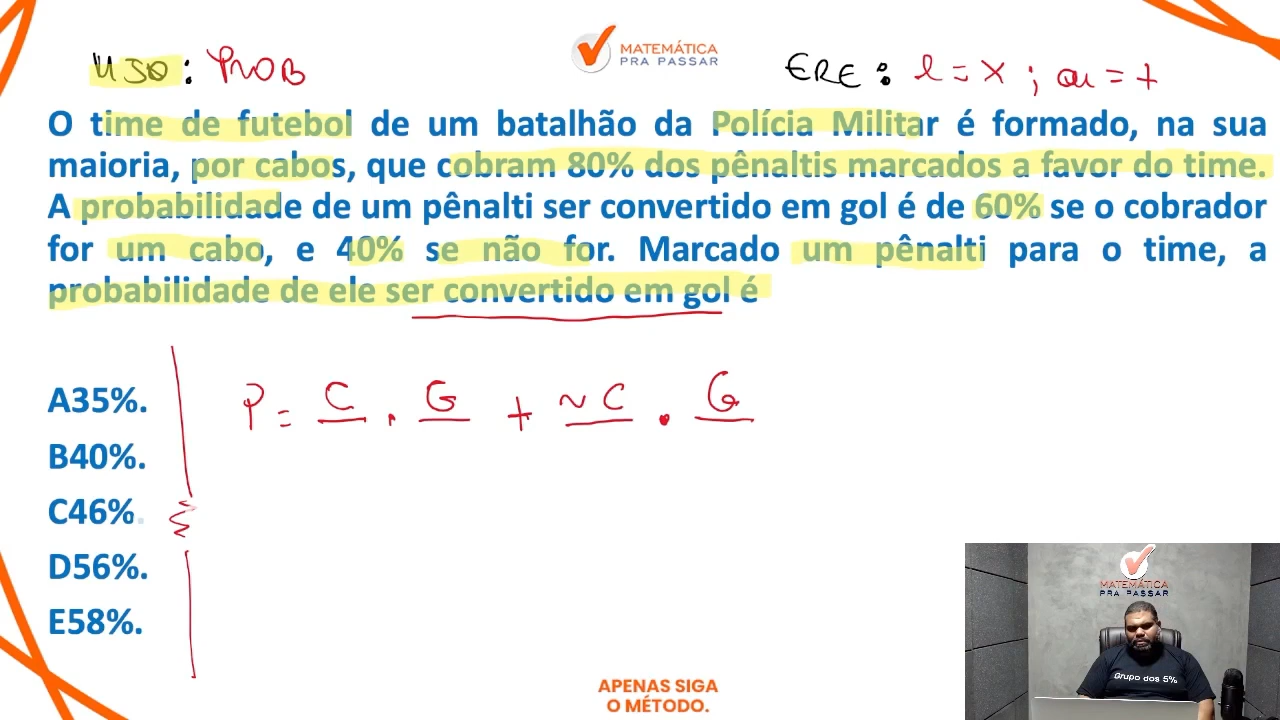 USO: PROB
MATEMÁTICA
PRA PASSAR
ERE: e = x ; ou = +
O time de futebol de um batalhão da Polícia Militar é formado, na sua
maioria, por cabos, que cobram 80% dos pênaltis marcados a favor do time.
A probabilidade de um pênalti ser convertido em gol é de 60% se o cobrador
for um cabo, e 40% se não for. Marcado um pênalti para o time, a
probabilidade de ele ser convertido em gol é
A35%.
B40%.
C46%.
D56%.
E58%.
P = C . G + ~C . G
MATEMÁTICA
PRA PASSAR
Grupo dos 5%
APENAS SIGA
O MÉTODO.